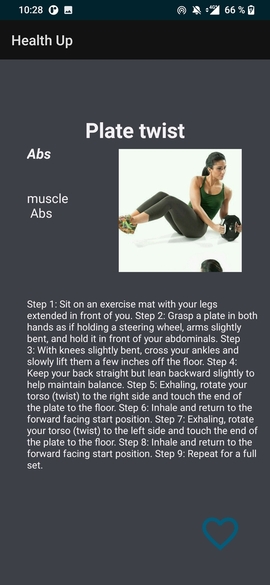 10:28 4G 66 %
Health Up
Plate twist
Abs
muscle
Abs
Step 1: Sit on an exercise mat with your legs
extended in front of you. Step 2: Grasp a plate in both
hands as if holding a steering wheel, arms slightly
bent, and hold it in front of your abdominals. Step
3: With knees slightly bent, cross your ankles and
slowly lift them a few inches off the floor. Step 4:
Keep your back straight but lean backward slightly to
help maintain balance. Step 5: Exhaling, rotate your
torso (twist) to the right side and touch the end of
the plate to the floor. Step 6: Inhale and return to the
forward facing start position. Step 7: Exhaling, rotate
your torso (twist) to the left side and touch the end of
the plate to the floor. Step 8: Inhale and return to the
forward facing start position. Step 9: Repeat for a full
set.